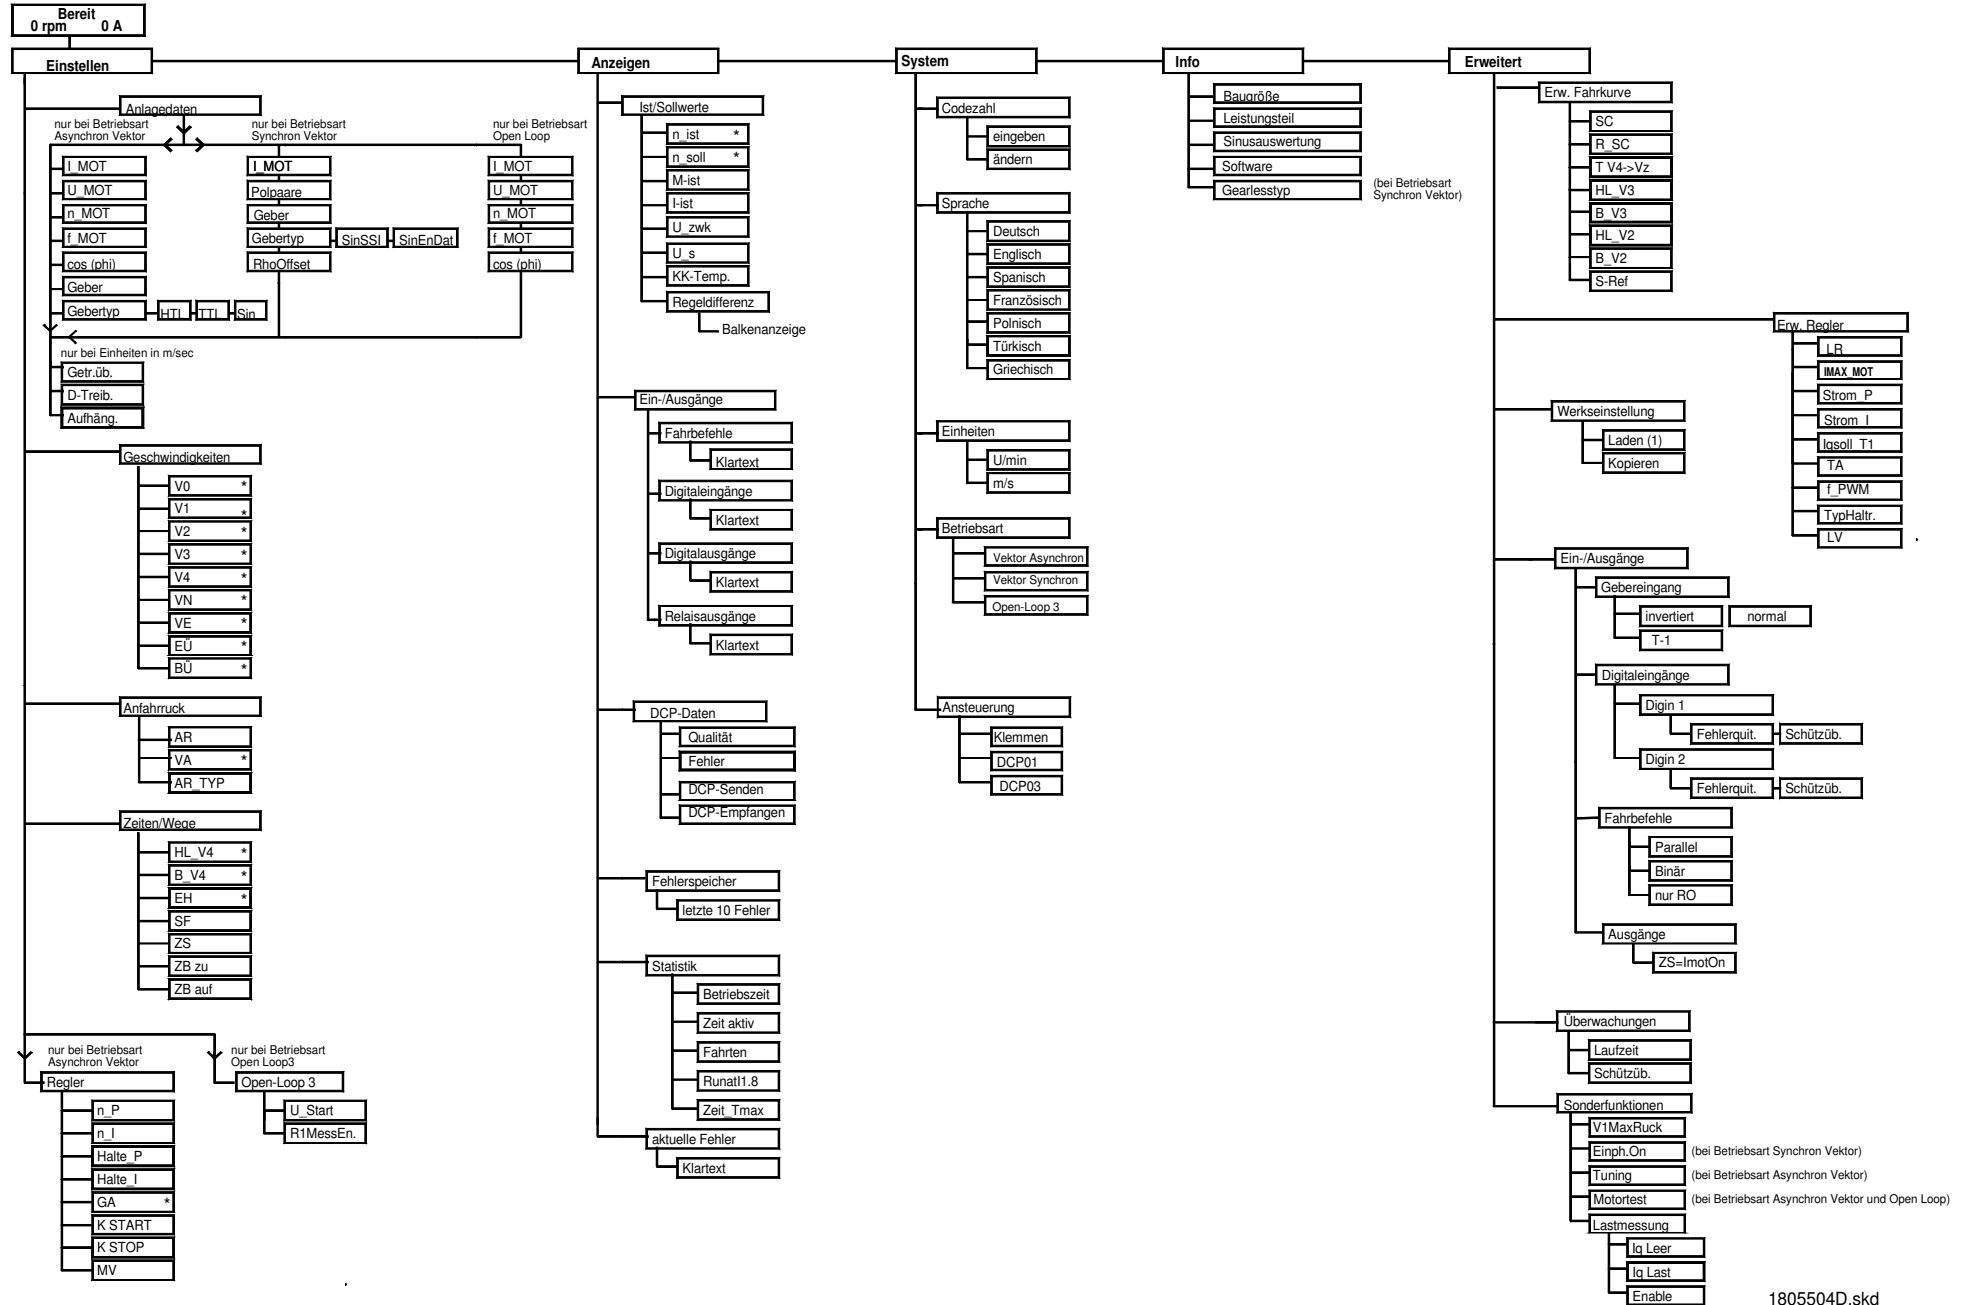 Bereit
0 rpm 0 A
Einstellen
Anlagedaten
nur bei Betriebsart
Asynchron Vektor
I_MOT
U_MOT
n_MOT
f_MOT
cos (phi)
Geber
Gebertyp HTL TTL Sin
nur bei Betriebsart
Synchron Vektor
I_MOT
Polpaare
Geber
Gebertyp SinSSI SinEnDat
RhoOffset
nur bei Betriebsart
Open Loop
I_MOT
U_MOT
n_MOT
f_MOT
cos (phi)
nur bei Einheiten in m/sec
Getr.üb.
D-Treib.
Aufhäng.
Geschwindigkeiten
V0 *
V1 *
V2 *
V3 *
V4 *
VN *
VE *
EÜ *
BÜ *
Anfahrruck
AR
VA *
AR_TYP
Zeiten/Wege
HL_V4 *
B_V4 *
EH *
SF
ZS
ZB zu
ZB auf
nur bei Betriebsart
Asynchron Vektor
Regler
n_P
n_I
Halte_P
Halte_I
GA *
K START
K STOP
MV
nur bei Betriebsart
Open Loop3
Open-Loop 3
U_Start
R1MessEn.
Anzeigen
Ist/Sollwerte
n_ist *
n_soll *
M-ist
I-ist
U_zwk
U_s
KK-Temp.
Regeldifferenz
Balkenanzeige
Ein-/Ausgänge
Fahrbefehle
Klartext
Digitaleingänge
Klartext
Digitalausgänge
Klartext
Relaisausgänge
Klartext
DCP-Daten
Qualität
Fehler
DCP-Senden
DCP-Empfangen
Fehlerspeicher
letzte 10 Fehler
Statistik
Betriebszeit
Zeit aktiv
Fahrten
RunatI1.8
Zeit_Tmax
aktuelle Fehler
Klartext
System
Codezahl
eingeben
ändern
Sprache
Deutsch
Englisch
Spanisch
Französisch
Polnisch
Türkisch
Griechisch
Einheiten
U/min
m/s
Betriebsart
Vektor Asynchron
Vektor Synchron
Open-Loop 3
Ansteuerung
Klemmen
DCP01
DCP03
Info
Baugröße
Leistungsteil
Sinusauswertung
Software
Gearlesstyp
(bei Betriebsart
Synchron Vektor)
Erweitert
Erw. Fahrkurve
SC
R_SC
T V4->Vz
HL_V3
B_V3
HL_V2
B_V2
S-Ref
Erw. Regler
LR
IMAX_MOT
Strom_P
Strom_I
Iqsoll_T1
TA
f_PWM
TypHaltr.
LV
Werkseinstellung
Laden (1)
Kopieren
Ein-/Ausgänge
Gebereingang
invertiert normal
T-1
Digitaleingänge
Digin 1
Fehlerquit. Schützüb.
Digin 2
Fehlerquit. Schützüb.
Fahrbefehle
Parallel
Binär
nur RO
Ausgänge
ZS=ImotOn
Überwachungen
Laufzeit
Schützüb.
Sonderfunktionen
V1MaxRuck
Einph.On (bei Betriebsart Synchron Vektor)
Tuning (bei Betriebsart Asynchron Vektor)
Motortest (bei Betriebsart Asynchron Vektor und Open Loop)
Lastmessung
Iq Leer
Iq Last
Enable
1805504D.skd